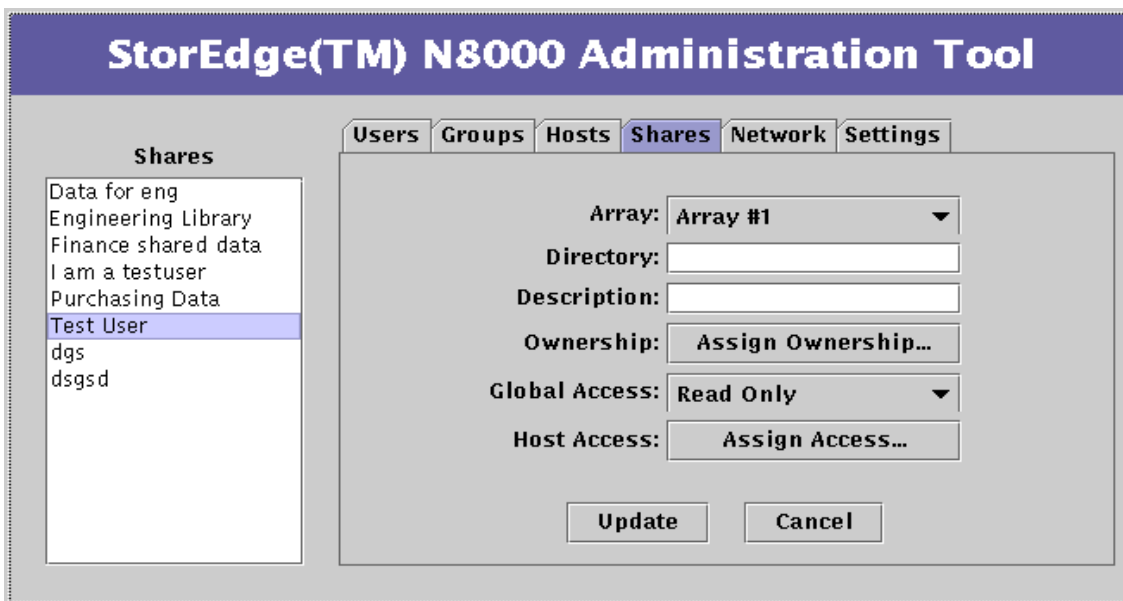 StorEdge(TM) N8000 Administration Tool
Users Groups Hosts Shares Network Settings
Shares
Data for eng
Engineering Library
Finance shared data
I am a testuser
Purchasing Data
Test User
dgs
dsgsd
Array: Array #1
Directory:
Description:
Ownership: Assign Ownership...
Global Access: Read Only
Host Access: Assign Access...
Update Cancel